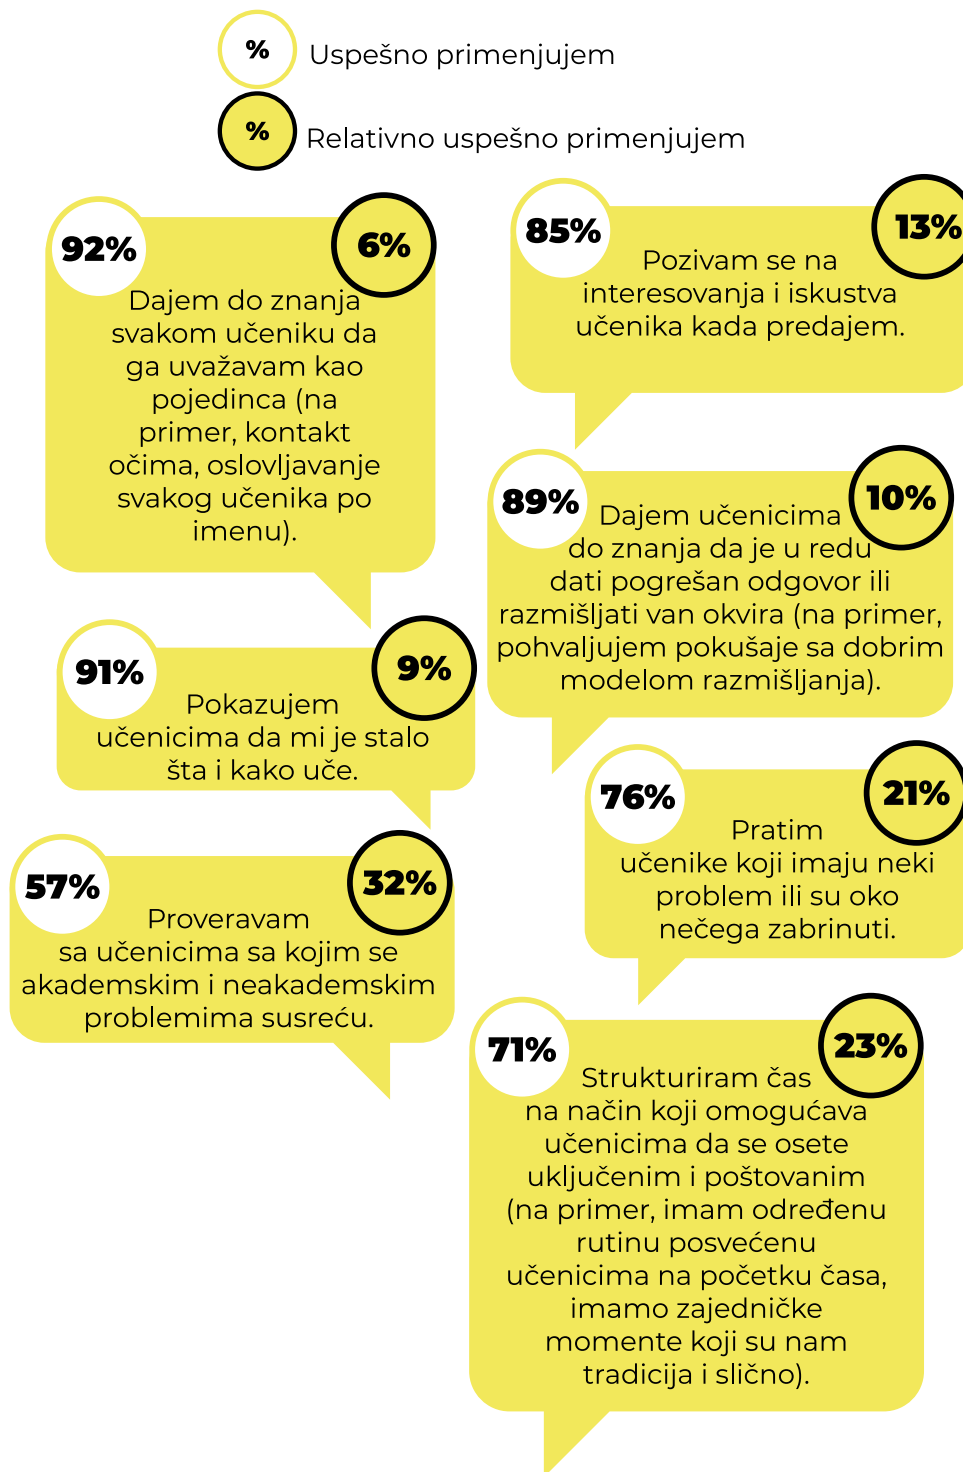 % Uspešno primenjujem
% Relativno uspešno primenjujem
92% 6%
Dajem do znanja
svakom učeniku da
ga uvažavam kao
pojedinca (na
primer, kontakt
očima, oslovljavanje
svakog učenika po
imenu).
85% 13%
Pozivam se na
interesovanja i iskustva
učenika kada predajem.
89% 10%
Dajem učenicima
do znanja da je u redu
dati pogrešan odgovor ili
razmišljati van okvira (na primer,
pohvaljujem pokušaje sa dobrim
modelom razmišljanja).
91% 9%
Pokazujem
učenicima da mi je stalo
šta i kako uče.
76% 21%
Pratim
učenike koji imaju neki
problem ili su oko
nečega zabrinuti.
57% 32%
Proveravam
sa učenicima sa kojim se
akademskim i neakademskim
problemima susreću.
71% 23%
Strukturiram čas
na način koji omogućava
učenicima da se osete
uključenim i poštovanim
(na primer, imam određenu
rutinu posvećenu
učenicima na početku časa,
imamo zajedničke
momente koji su nam
tradicija i slično).